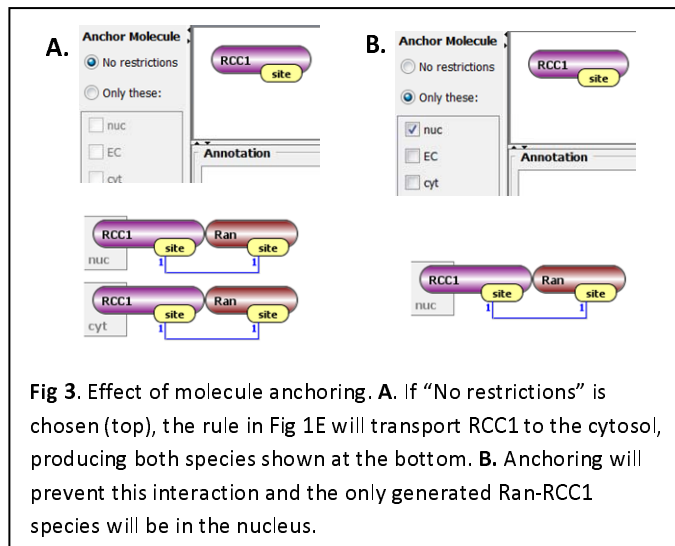 A.
Anchor Molecule
No restrictions
Only these:
nuc
EC
cyt
RCC1
site
Annotation
RCC1
Ran
site
site
nuc
1
1
RCC1
Ran
site
site
cyt
1
1
B.
Anchor Molecule
No restrictions
Only these:
nuc
EC
cyt
RCC1
site
Annotation
RCC1
Ran
site
site
nuc
1
1
Fig 3. Effect of molecule anchoring. A. If “No restrictions” is
chosen (top), the rule in Fig 1E will transport RCC1 to the cytosol,
producing both species shown at the bottom. B. Anchoring will
prevent this interaction and the only generated Ran-RCC1
species will be in the nucleus.